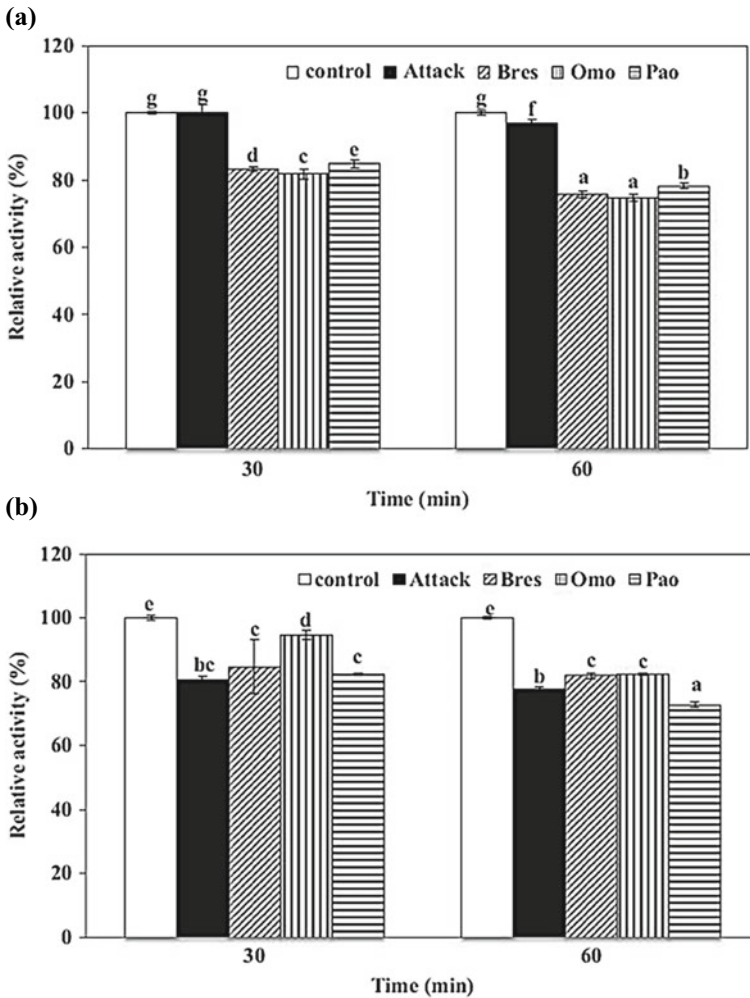 (a)
120
control Attack Bres Omo Pao
100
g g g f
e
d c b
a a
80
60
40
20
0
Relative activity (%)
30 60
Time (min)
(b)
120
control Attack Bres Omo Pao
100
e d e
bc c c b c c a
80
60
40
20
0
Relative activity (%)
30 60
Time (min)